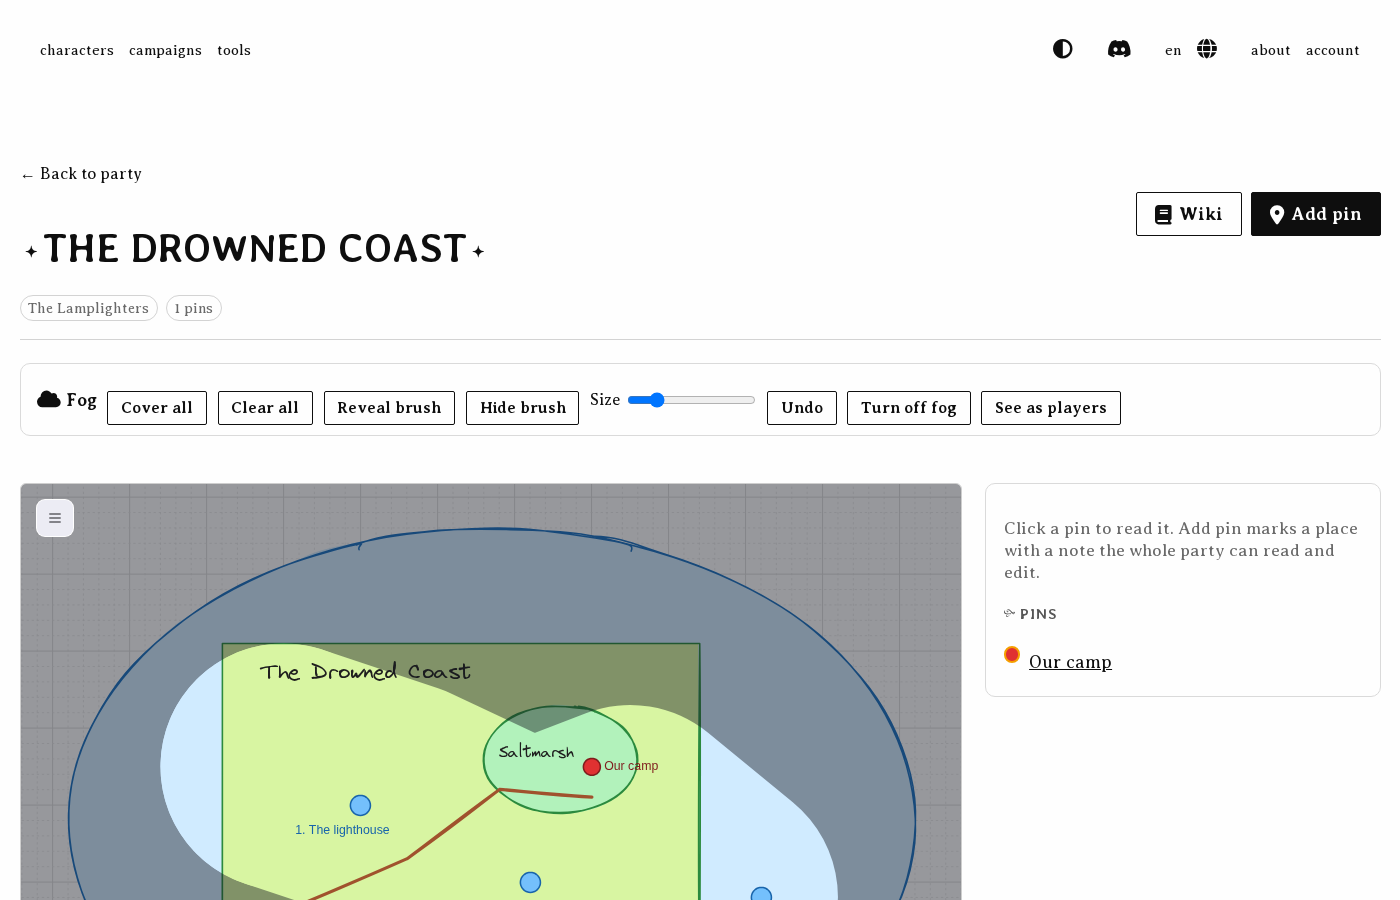 characters campaigns tools en about account
← Back to party
Wiki Add pin
THE DROWNED COAST
The Lamplighters 1 pins
Fog Cover all Clear all Reveal brush Hide brush Size Undo Turn off fog See as players
Click a pin to read it. Add pin marks a place
with a note the whole party can read and
edit.
PINS
Our camp
The Drowned Coast
Saltmarsh
Our camp
1. The lighthouse